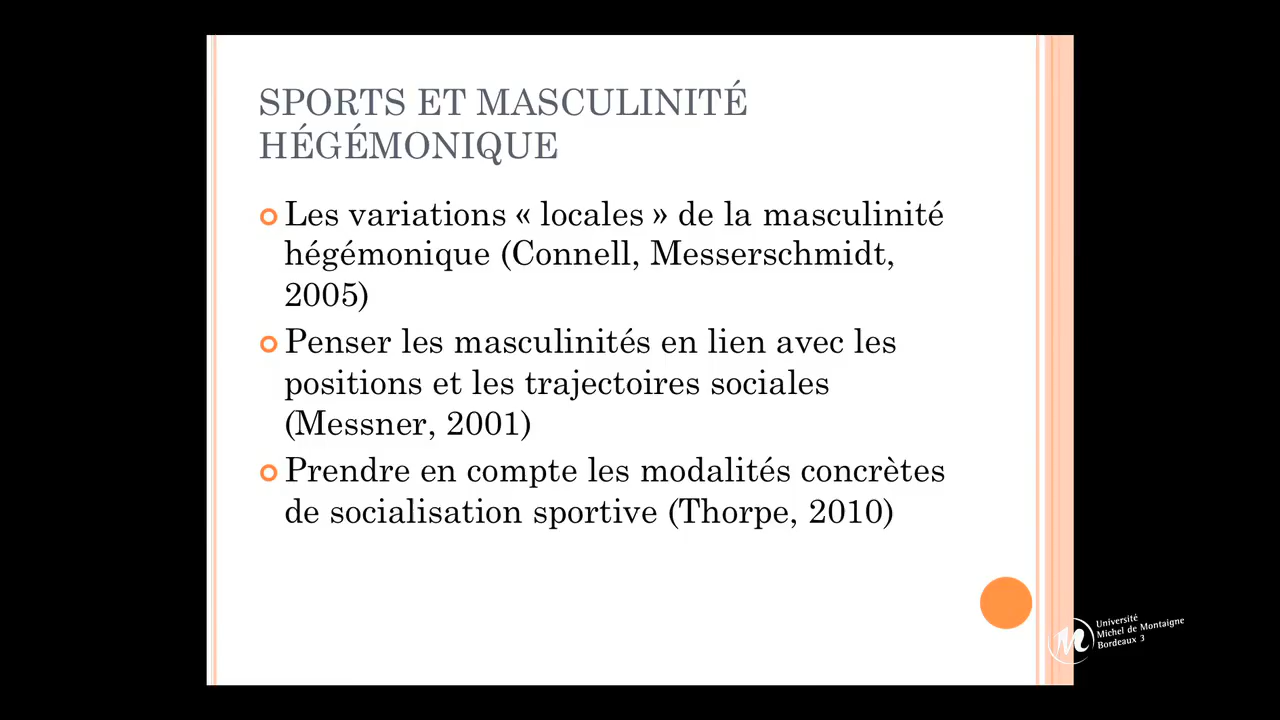 SPORTS ET MASCULINITÉ
HÉGÉMONIQUE
Les variations « locales » de la masculinité
hégémonique (Connell, Messerschmidt,
2005)
Penser les masculinités en lien avec les
positions et les trajectoires sociales
(Messner, 2001)
Prendre en compte les modalités concrètes
de socialisation sportive (Thorpe, 2010)
Université
Michel de Montaigne
Bordeaux 3